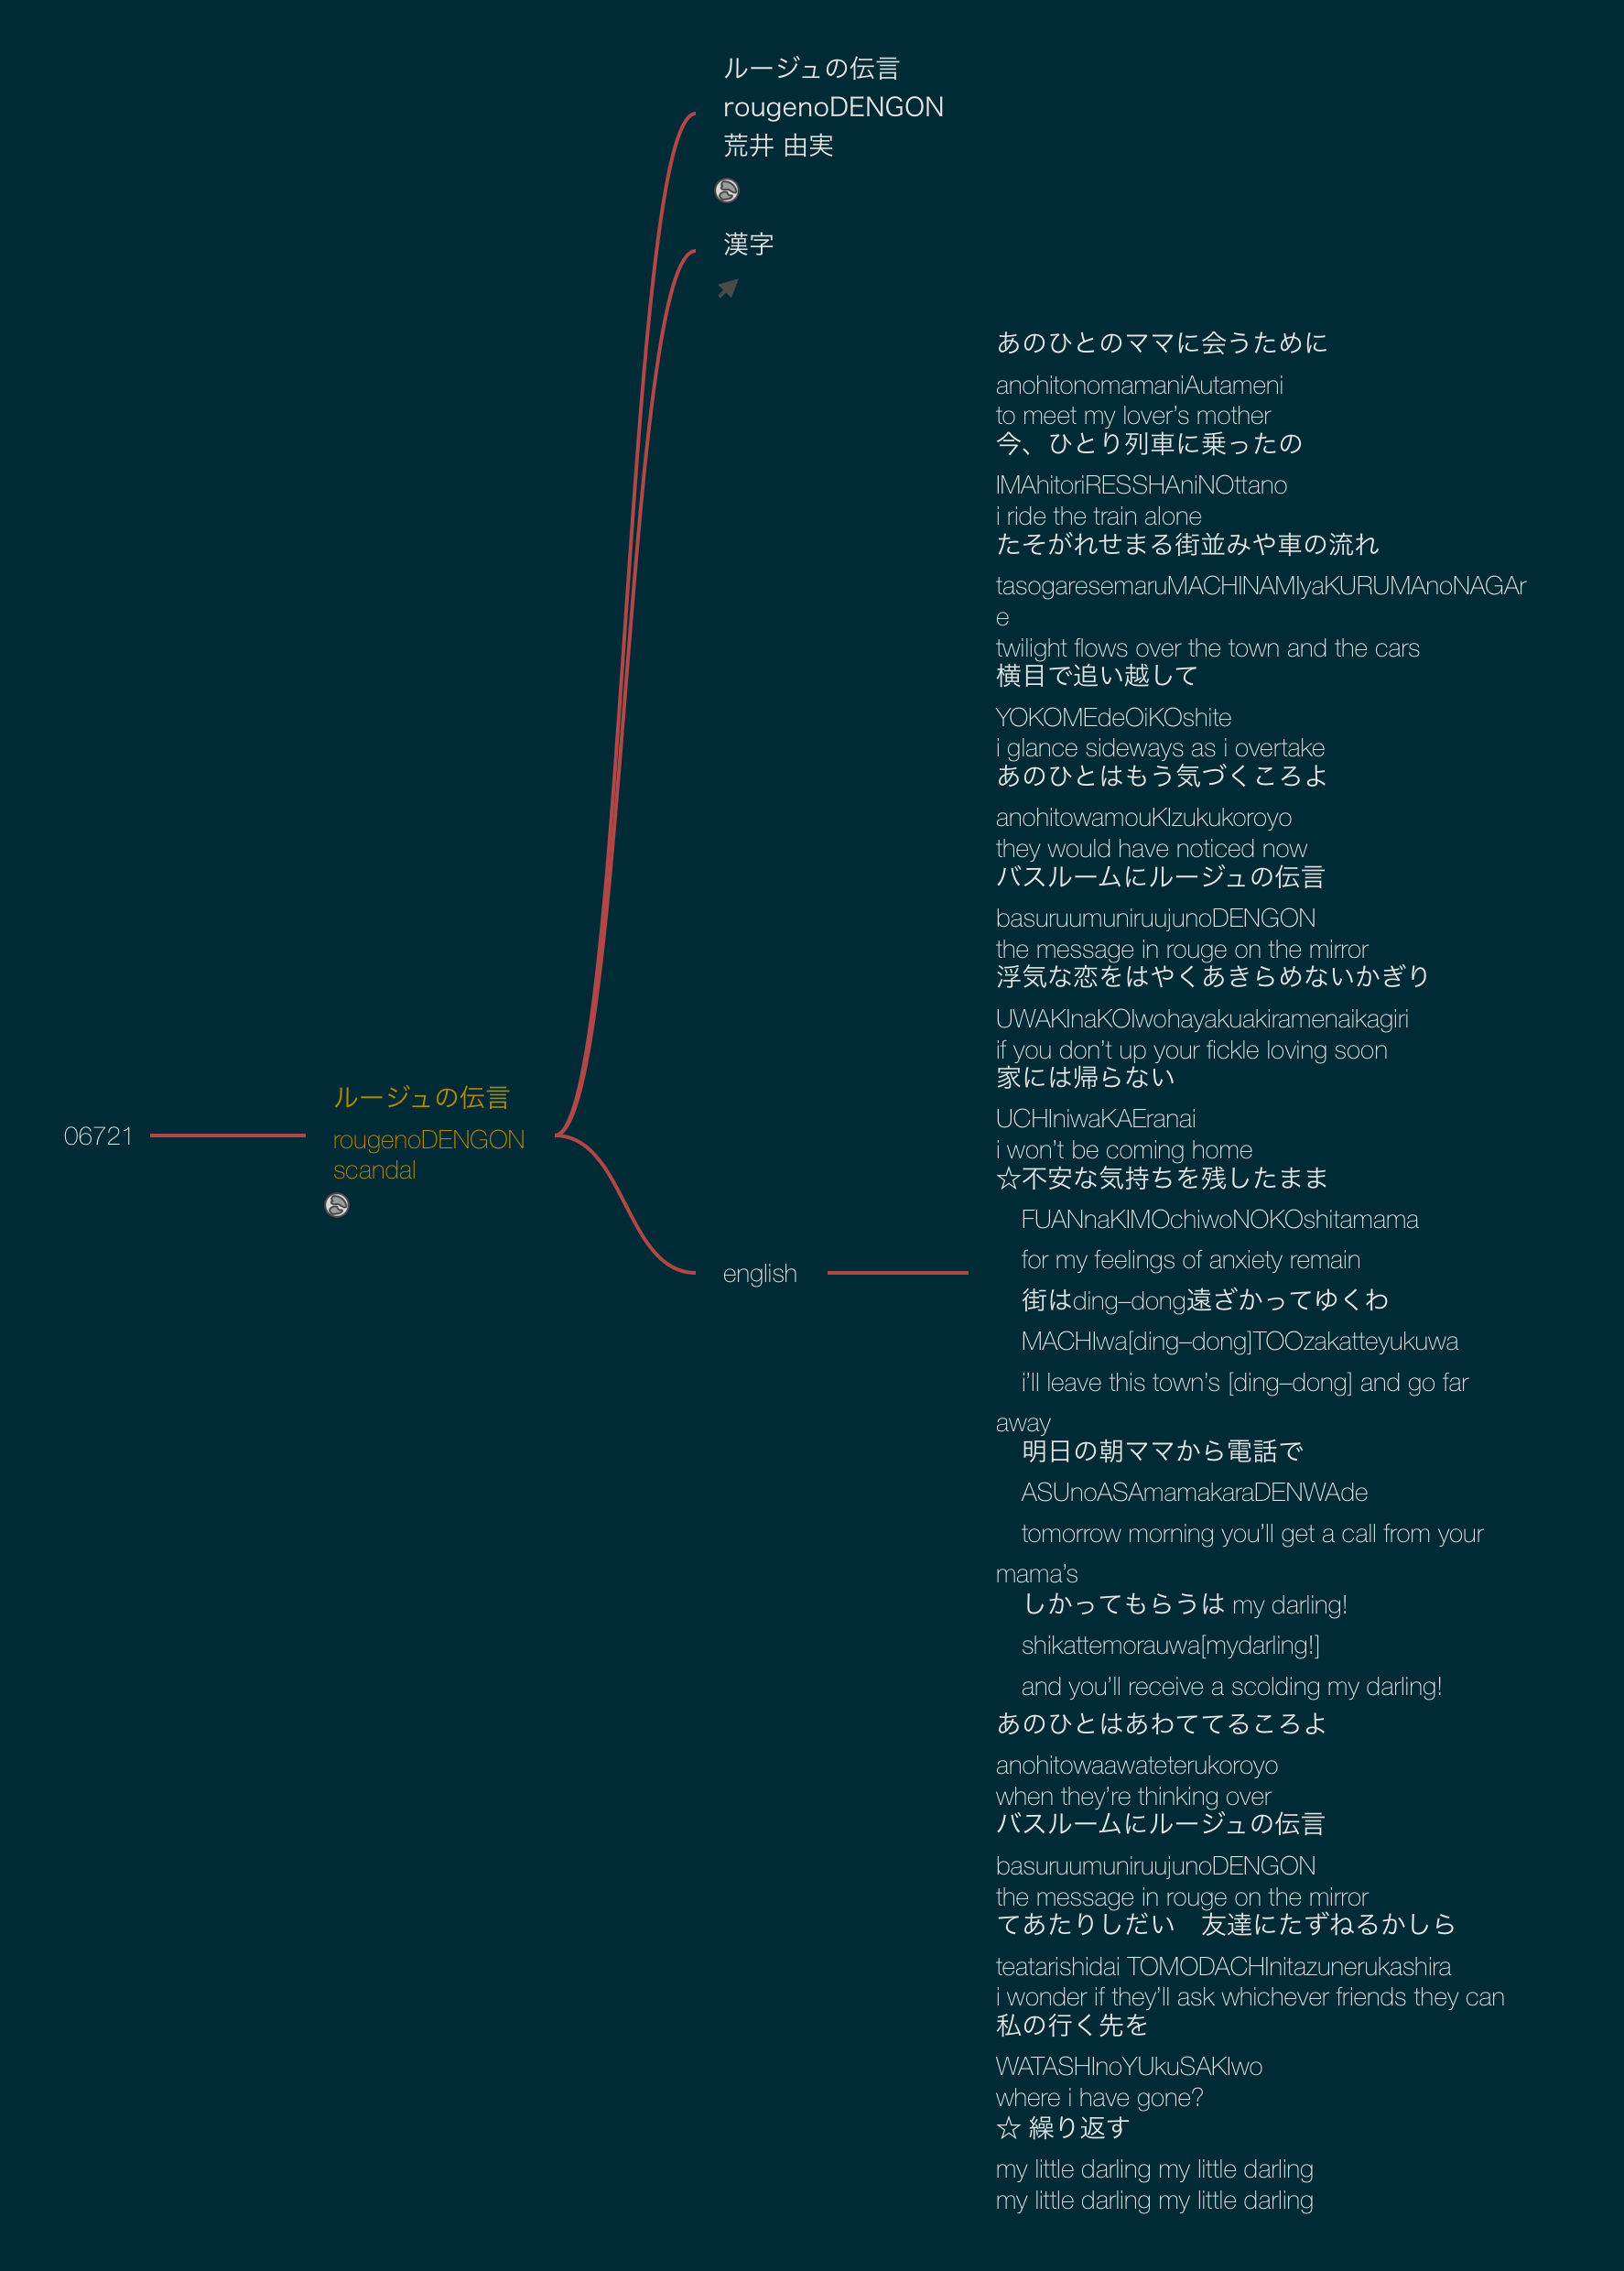 ルージュの伝言
rougenoDENGON
荒井 由実
漢字
06721
ルージュの伝言
rougenoDENGON
scandal
english
あのひとのママに会うために
anohitonomamaniAutameni
to meet my lover's mother
今、ひとり列車に乗ったの
IMAhitoriRESSHAniNOttano
i ride the train alone
たそがれせまる街並みや車の流れ
tasogaresemaruMACHINAMIyaKURUMAnoNAGAr
e
twilight flows over the town and the cars
横目で追い越して
YOKOMEdeOiKOshite
i glance sideways as i overtake
あのひとはもう気づくころよ
anohitowamouKIzukukoroyo
they would have noticed now
バスルームにルージュの伝言
basuruumuniruujunoDENGON
the message in rouge on the mirror
浮気な恋をはやくあきらめないかぎり
UWAKInaKOIwohayakuakiramenaikagiri
if you don't up your fickle loving soon
家には帰らない
UCHIniwaKAEranai
i won't be coming home
☆不安な気持ちを残したまま
FUANnaKIMOchiwoNOKOshitamama
for my feelings of anxiety remain
街はding–dong遠ざかってゆくわ
MACHIwa[ding–dong]TOOzakatteyukuwa
i'll leave this town's [ding–dong] and go far
away
明日の朝ママから電話で
ASUnoASAmamakaraDENWAde
tomorrow morning you'll get a call from your
mama's
しかってもらうは my darling!
shikattemorauwa[mydarling!]
and you'll receive a scolding my darling!
あのひとはあわててるころよ
anohitowaawateterukoroyo
when they're thinking over
バスルームにルージュの伝言
basuruumuniruujunoDENGON
the message in rouge on the mirror
てあたりしだい　友達にたずねるかしら
teatarishidai TOMODACHInitazunerukashira
i wonder if they'll ask whichever friends they can
私の行く先を
WATASHInoYUkuSAKIwo
where i have gone?
☆ 繰り返す
my little darling my little darling
my little darling my little darling